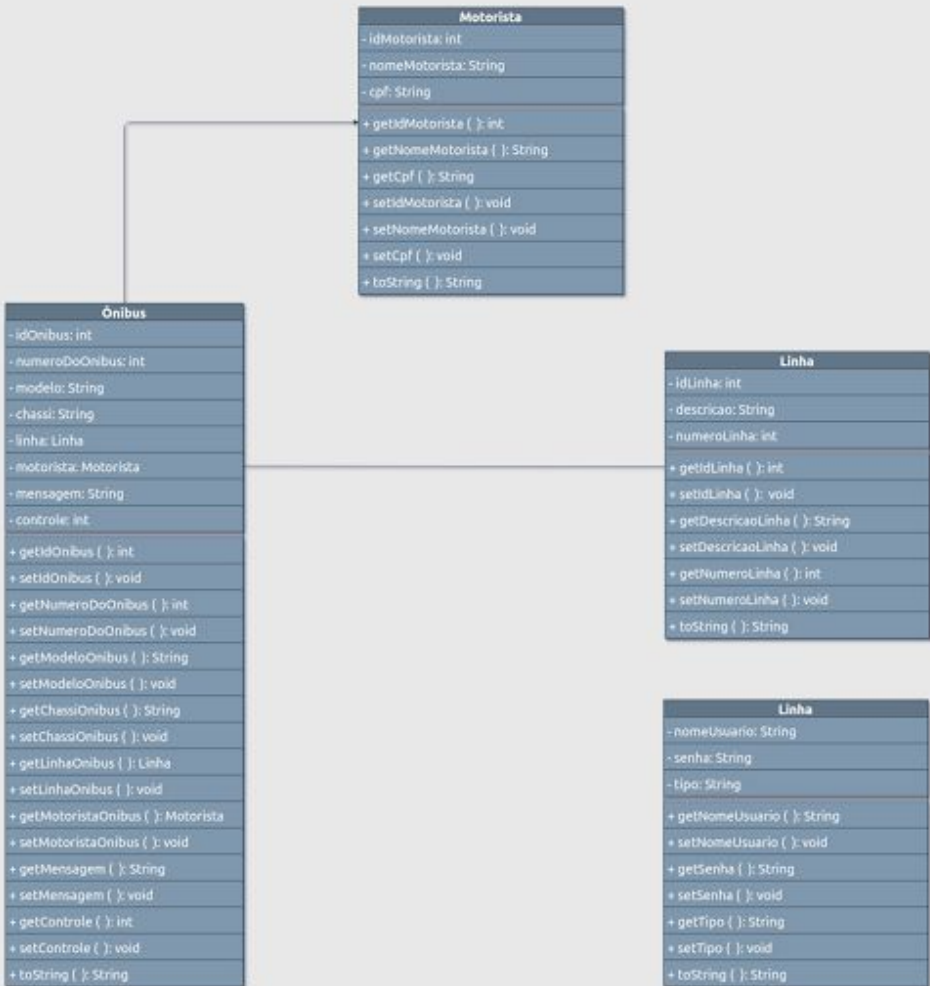 Motorista
- idMotorista: int
- nomeMotorista: String
- cpf: String
+ getIdMotorista ( ): int
+ getNomeMotorista ( ): String
+ getCpf ( ): String
+ setIdMotorista ( ): void
+ setNomeMotorista ( ): void
+ setCpf ( ): void
+ toString ( ): String
Ônibus
- idOnibus: int
- numeroDoOnibus: int
- modelo: String
- chassi: String
- linha: Linha
- motorista: Motorista
- mensagem: String
- controle: int
+ getIdOnibus ( ): int
+ setIdOnibus ( ): void
+ getNumeroDoOnibus ( ): int
+ setNumeroDoOnibus ( ): void
+ getModeloOnibus ( ): String
+ setModeloOnibus ( ): void
+ getChassiOnibus ( ): String
+ setChassiOnibus ( ): void
+ getLinhaOnibus ( ): Linha
+ setLinhaOnibus ( ): void
+ getMotoristaOnibus ( ): Motorista
+ setMotoristaOnibus ( ): void
+ getMensagem ( ): String
+ setMensagem ( ): void
+ getControle ( ): int
+ setControle ( ): void
+ toString ( ): String
Linha
- idLinha: int
- descricao: String
- numeroLinha: int
+ getIdLinha ( ): int
+ setIdLinha ( ): void
+ getDescricaoLinha ( ): String
+ setDescricaoLinha ( ): void
+ getNumeroLinha ( ): int
+ setNumeroLinha ( ): void
+ toString ( ): String
Linha
- nomeUsuario: String
- senha: String
- tipo: String
+ getNomeUsuario ( ): String
+ setNomeUsuario ( ): void
+ getSenha ( ): String
+ setSenha ( ): void
+ getTipo ( ): String
+ setTipo ( ): void
+ toString ( ): String